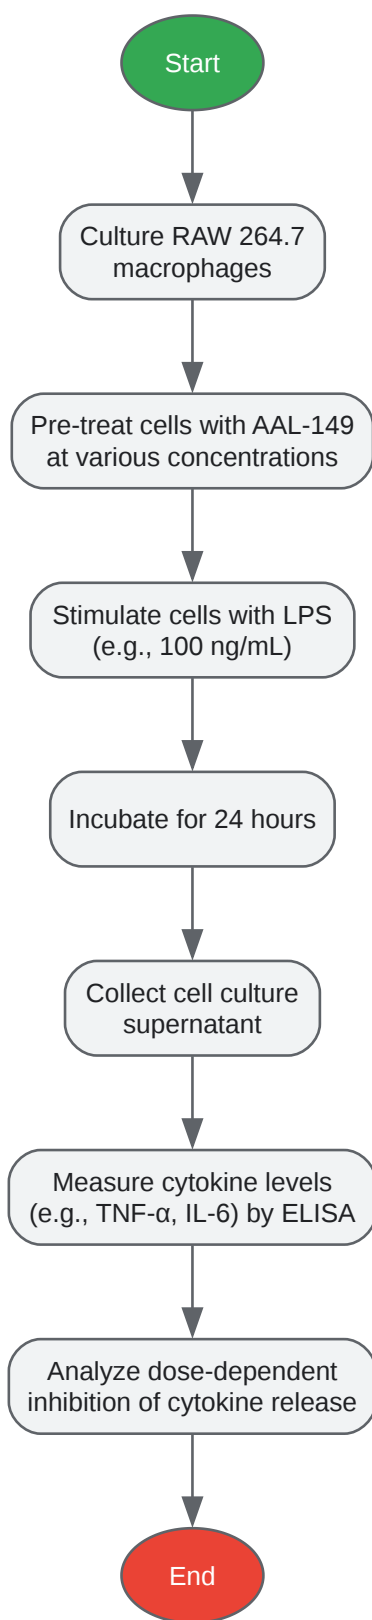 Start
Culture RAW 264.7
macrophages
Pre-treat cells with AAL-149
at various concentrations
Stimulate cells with LPS
(e.g., 100 ng/mL)
Incubate for 24 hours
Collect cell culture
supernatant
Measure cytokine levels
(e.g., TNF-α, IL-6) by ELISA
Analyze dose-dependent
inhibition of cytokine release
End